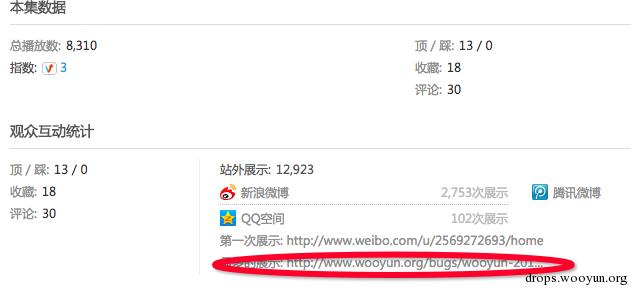 本集数据
总播放数: 8,310
顶 / 踩: 13 / 0
指数: 3
收藏: 18
评论: 30
观众互动统计
顶 / 踩: 13 / 0
站外展示: 12,923
收藏: 18
新浪微博 2,753次展示
腾讯微博
评论: 30
QQ空间 102次展示
第一次展示: http://www.weibo.com/u/2569272693/home
的展示: http://www.wooyun.org/bugs/wooyun-201...
drops.wooyun.org